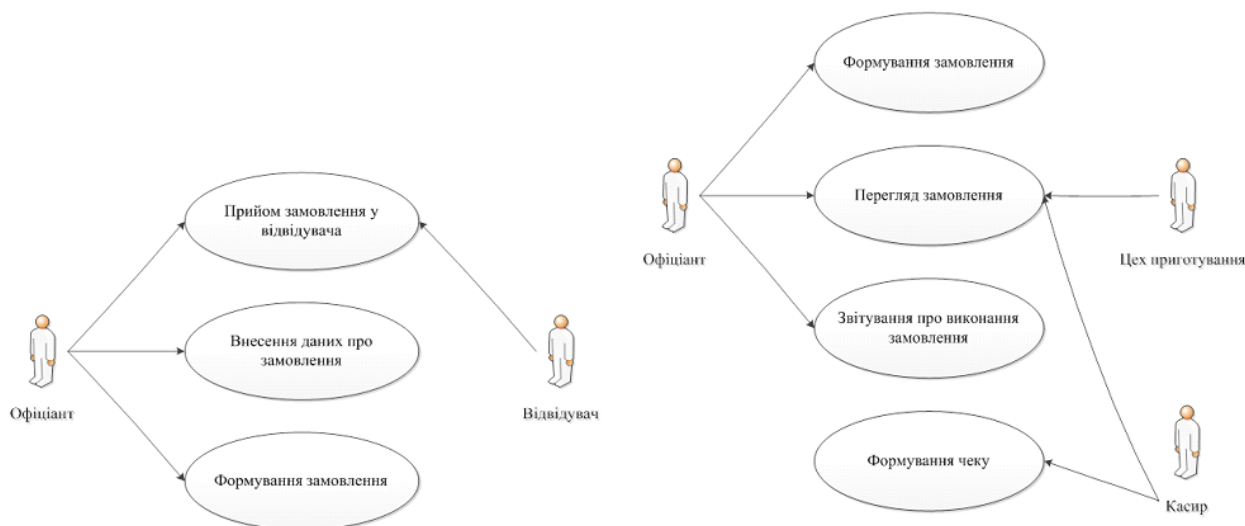 Прийом замовлення у
відвідувача
Внесення даних про
замовлення
Формування замовлення
Офіціант
Відвідувач
Формування замовлення
Перегляд замовлення
Звітування про виконання
замовлення
Формування чеку
Офіціант
Цех приготування
Касир